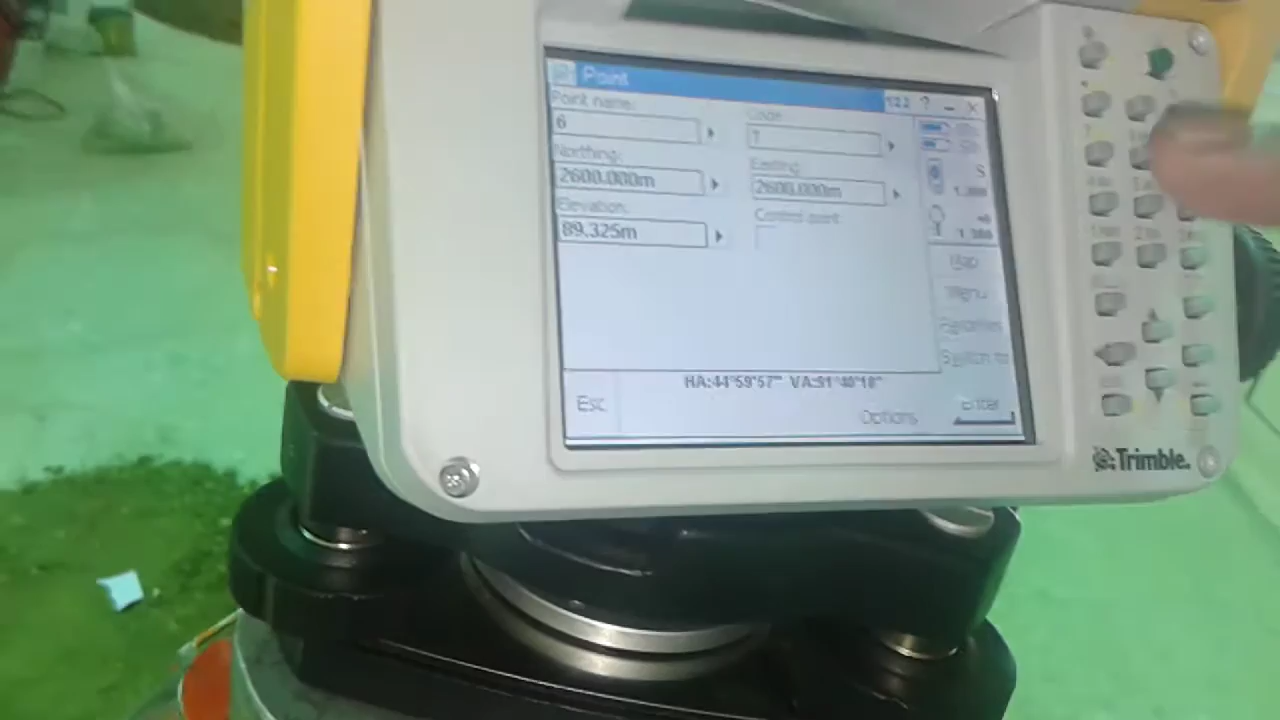 Point
Point name:
6
Code
Northing:
2600.000m
Easting
2600.000m
Elevation:
89.325m
Control point
?
S
Map
Menu
Favorites
Switch to
HA:44°59'57" VA:91°40'18"
Esc
Options
Enter
Trimble.